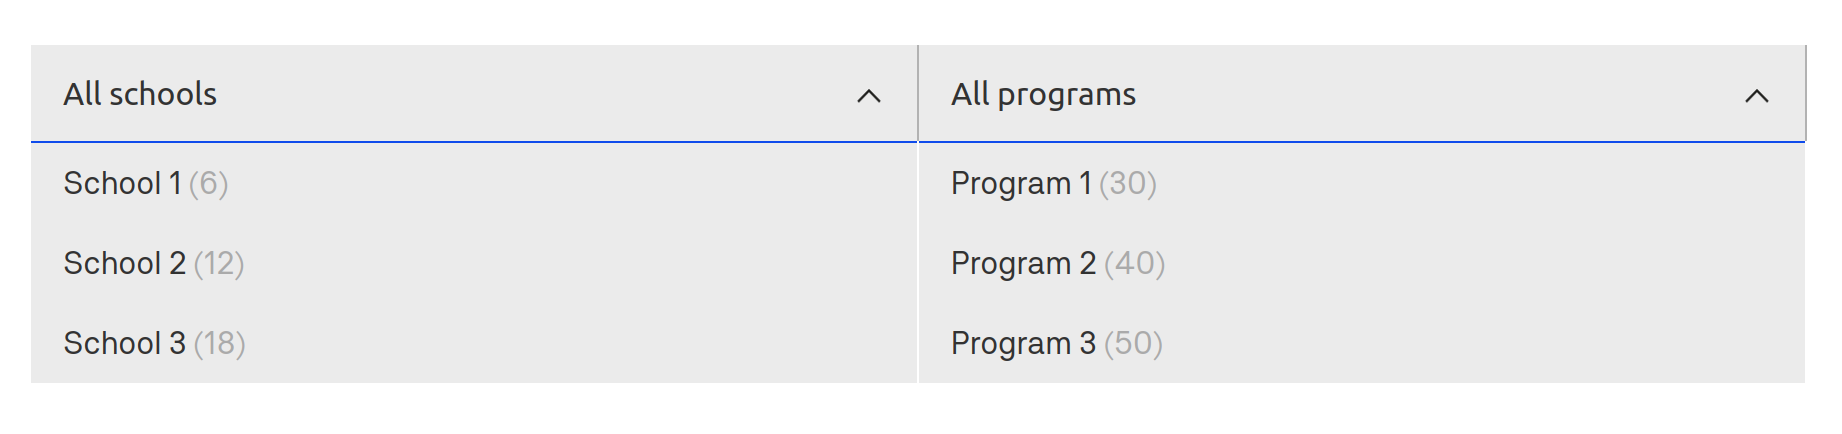 All schools
School 1 (6)
School 2 (12)
School 3 (18)
All programs
Program 1 (30)
Program 2 (40)
Program 3 (50)